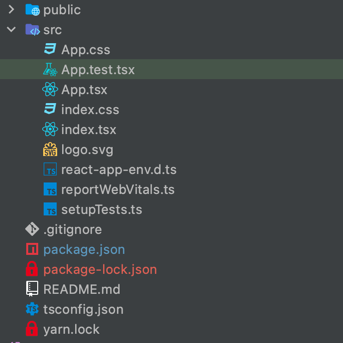 public
src
App.css
App.test.tsx
App.tsx
index.css
index.tsx
logo.svg
react-app-env.d.ts
reportWebVitals.ts
setupTests.ts
.gitignore
package.json
package-lock.json
README.md
tsconfig.json
yarn.lock